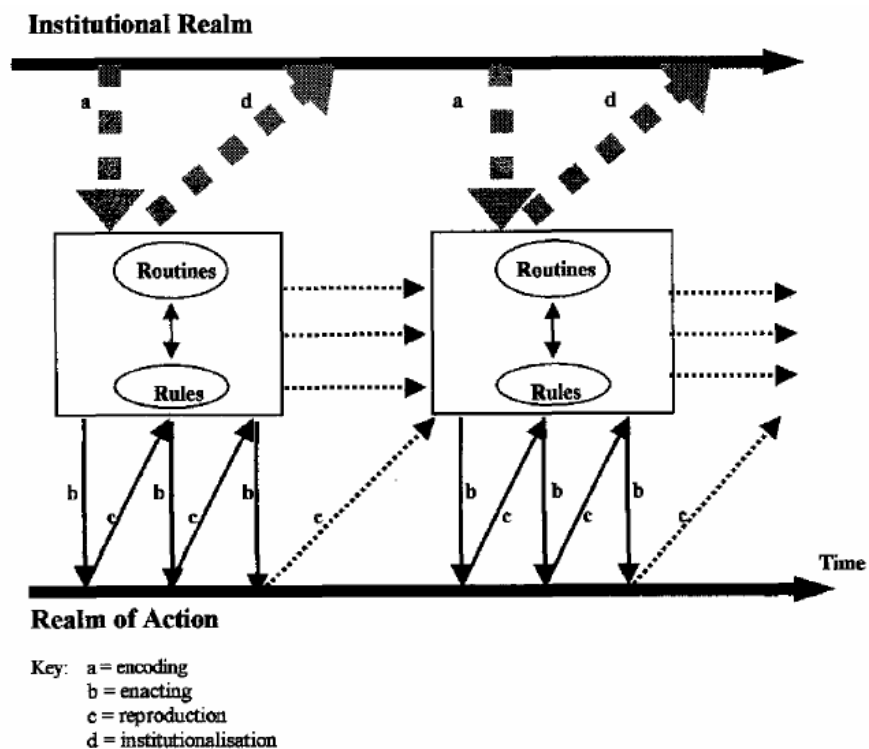 Institutional Realm
a
d
a
d
Routines
Routines
Rules
Rules
b
c
b
c
b
c
b
c
b
c
b
c
Time
Realm of Action
Key: a = encoding
b = enacting
c = reproduction
d = institutionalisation